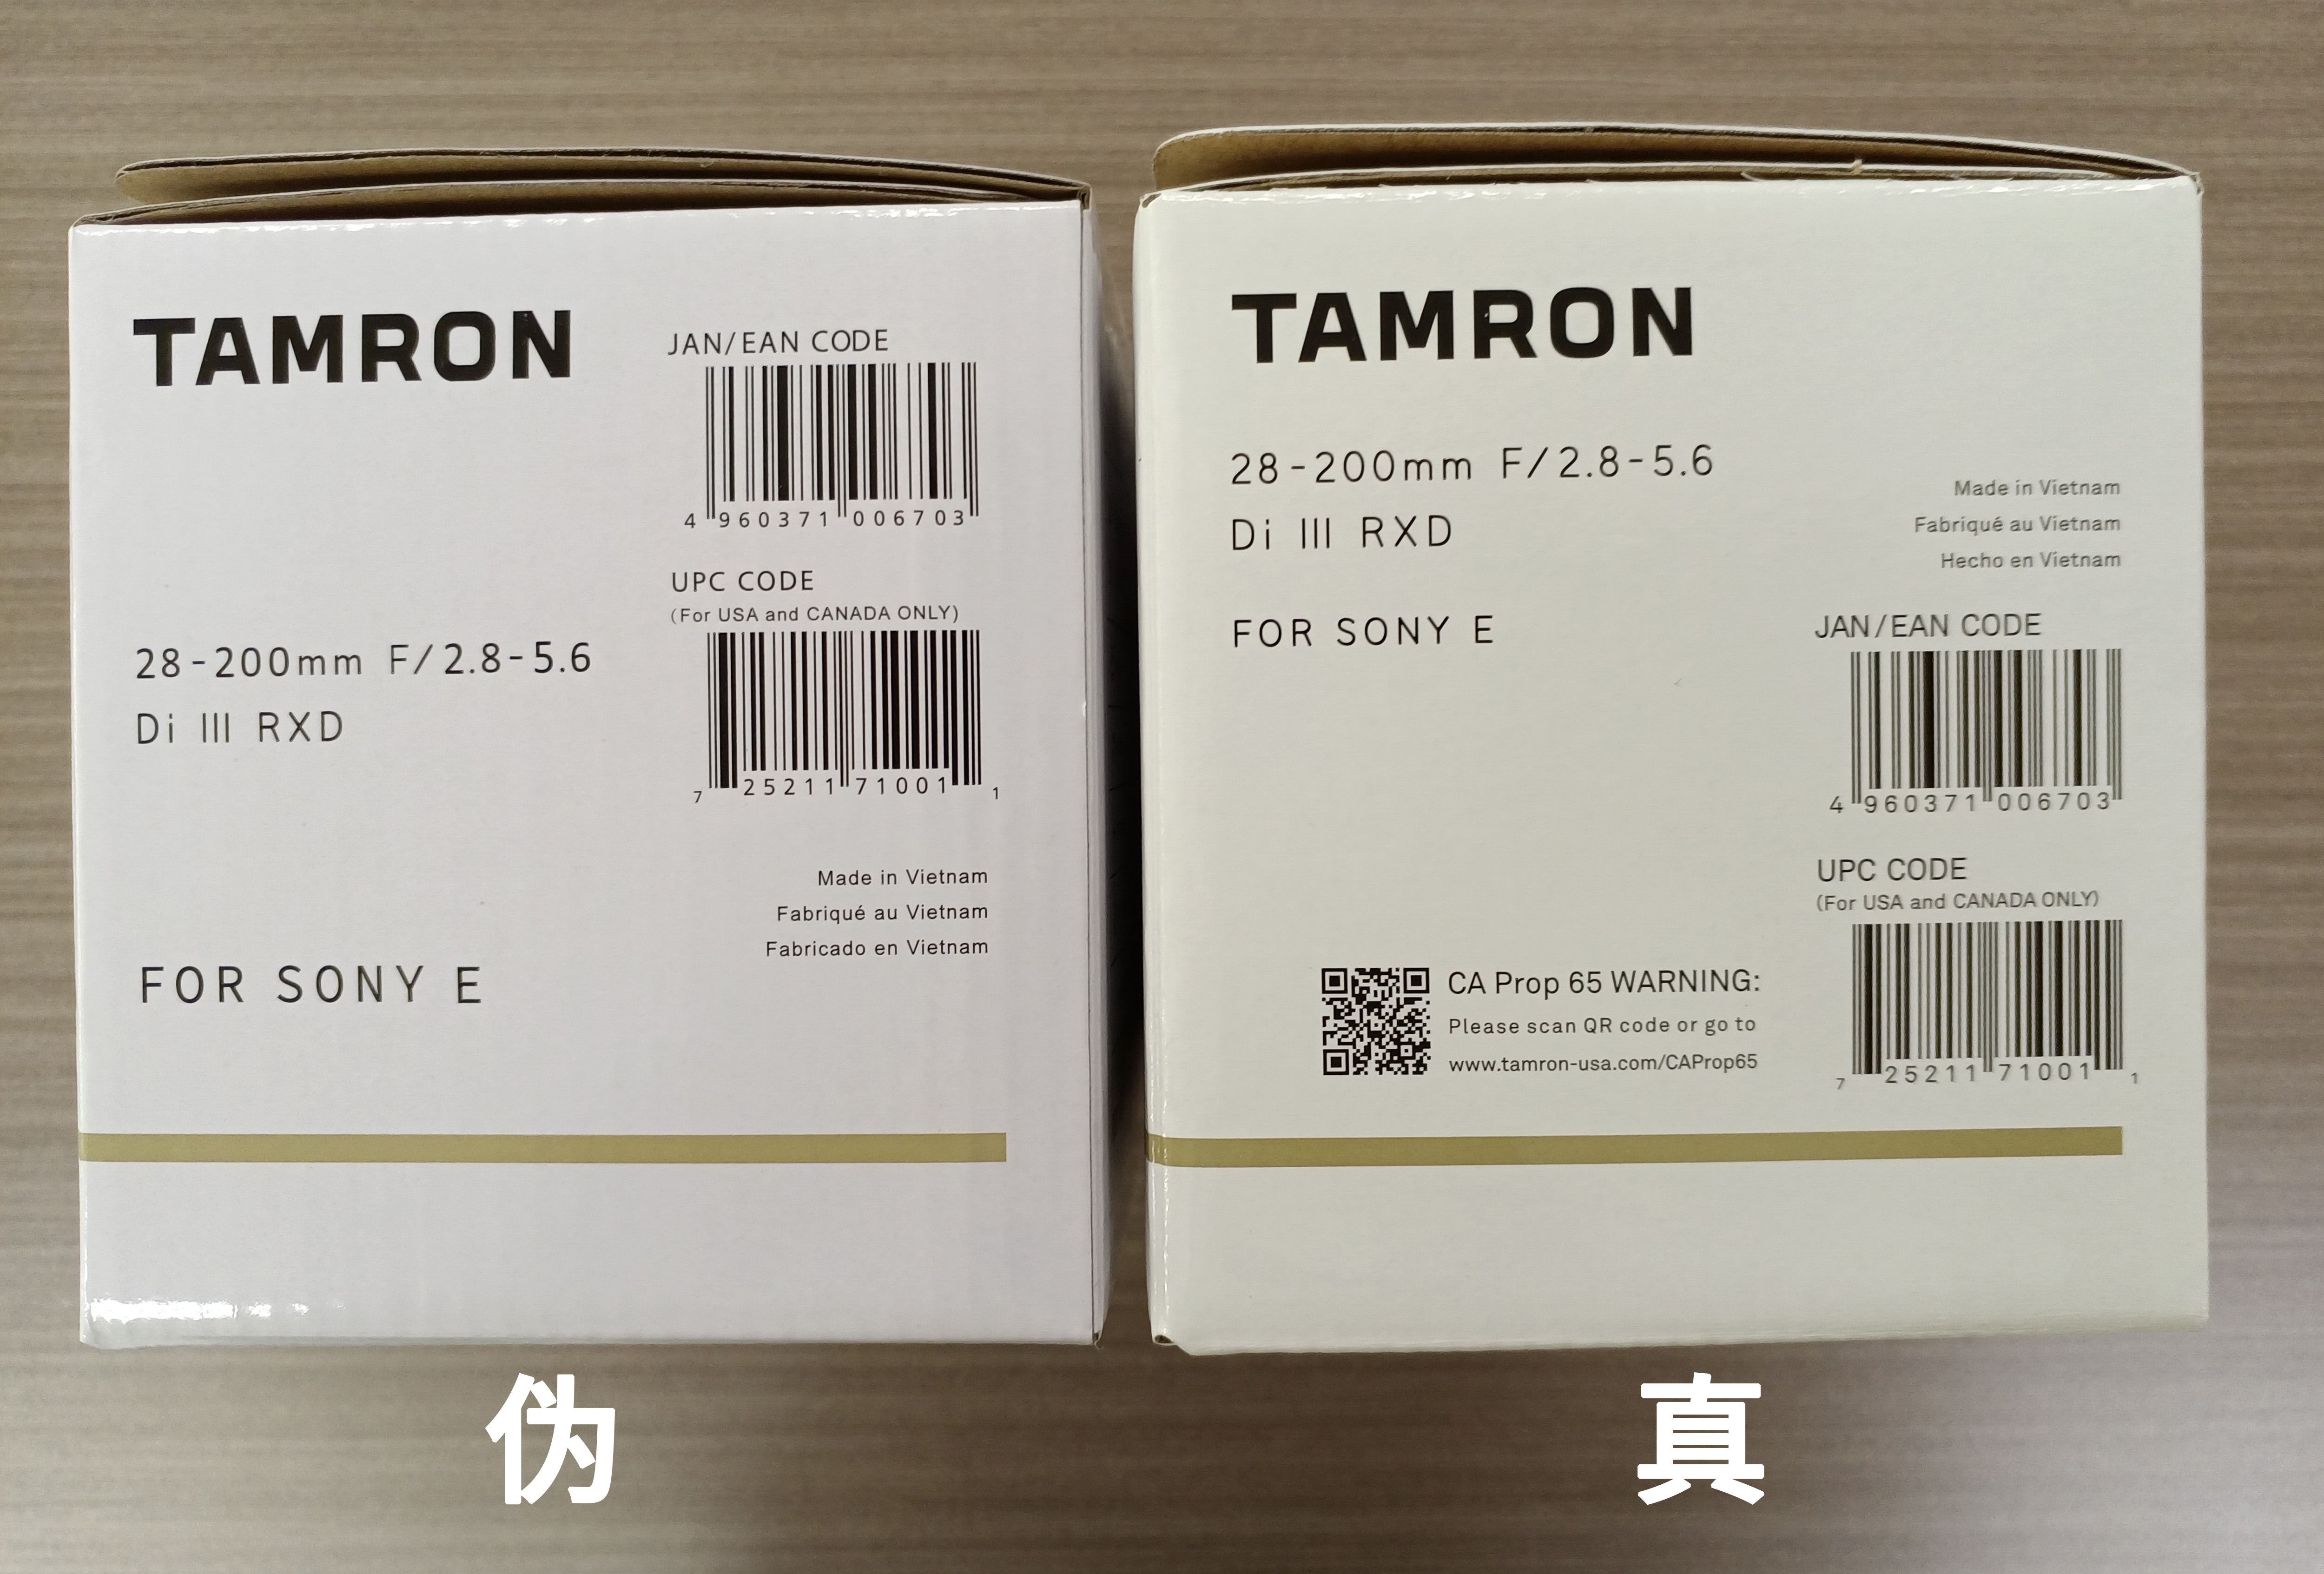 TAMRON
JAN/EAN CODE
4 960371 006703
UPC CODE
(For USA and CANADA ONLY)
7 25211 71001 1
28-200mm F/2.8-5.6
Di III RXD
Made in Vietnam
Fabriqué au Vietnam
Fabricado en Vietnam
FOR SONY E
伪
TAMRON
28-200mm F/2.8-5.6
Di III RXD
FOR SONY E
Made in Vietnam
Fabriqué au Vietnam
Hecho en Vietnam
JAN/EAN CODE
4 960371 006703
UPC CODE
(For USA and CANADA ONLY)
7 25211 71001 1
CA Prop 65 WARNING:
Please scan QR code or go to
www.tamron-usa.com/CAProp65
真